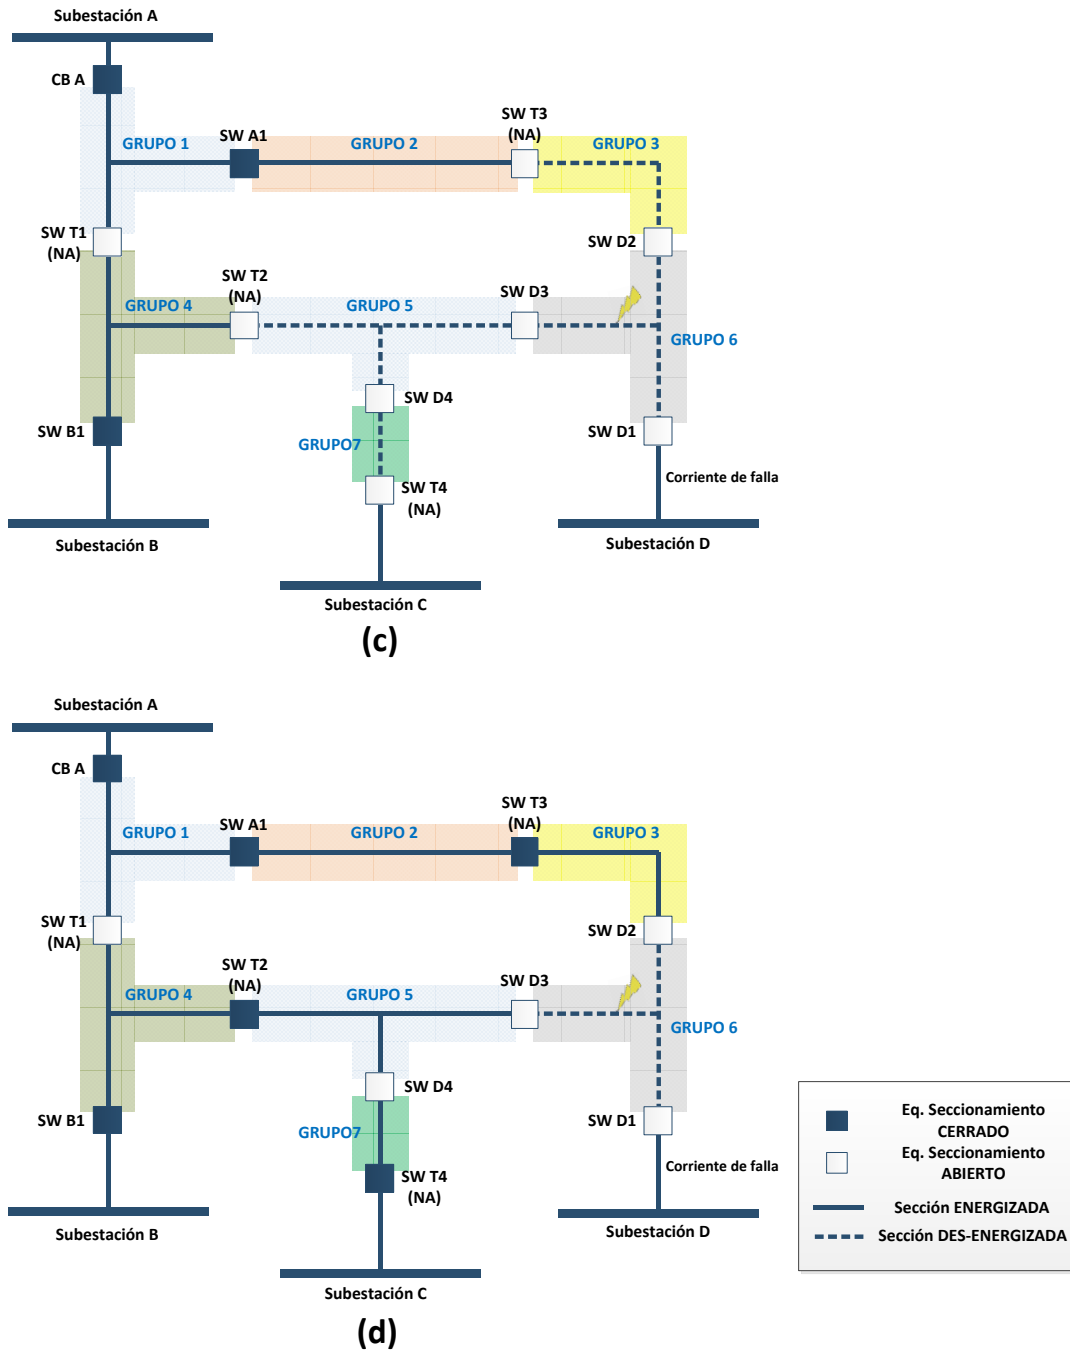 Subestación A
CB A
GRUPO 1
SW A1
GRUPO 2
SW T3
(NA)
GRUPO 3
SW T1
(NA)
SW T2
(NA)
SW D2
GRUPO 4
GRUPO 5
SW D3
GRUPO 6
SW D4
SW B1
GRUPO7
SW D1
SW T4
(NA)
Corriente de falla
Subestación B
Subestación D
Subestación C
(c)
Subestación A
CB A
GRUPO 1
SW A1
GRUPO 2
SW T3
(NA)
GRUPO 3
SW T1
(NA)
SW T2
(NA)
SW D2
GRUPO 4
GRUPO 5
SW D3
GRUPO 6
SW D4
SW B1
GRUPO7
SW D1
SW T4
(NA)
Corriente de falla
Subestación B
Subestación D
Subestación C
(d)
Eq. Seccionamiento
CERRADO
Eq. Seccionamiento
ABIERTO
Sección ENERGIZADA
Sección DES-ENERGIZADA